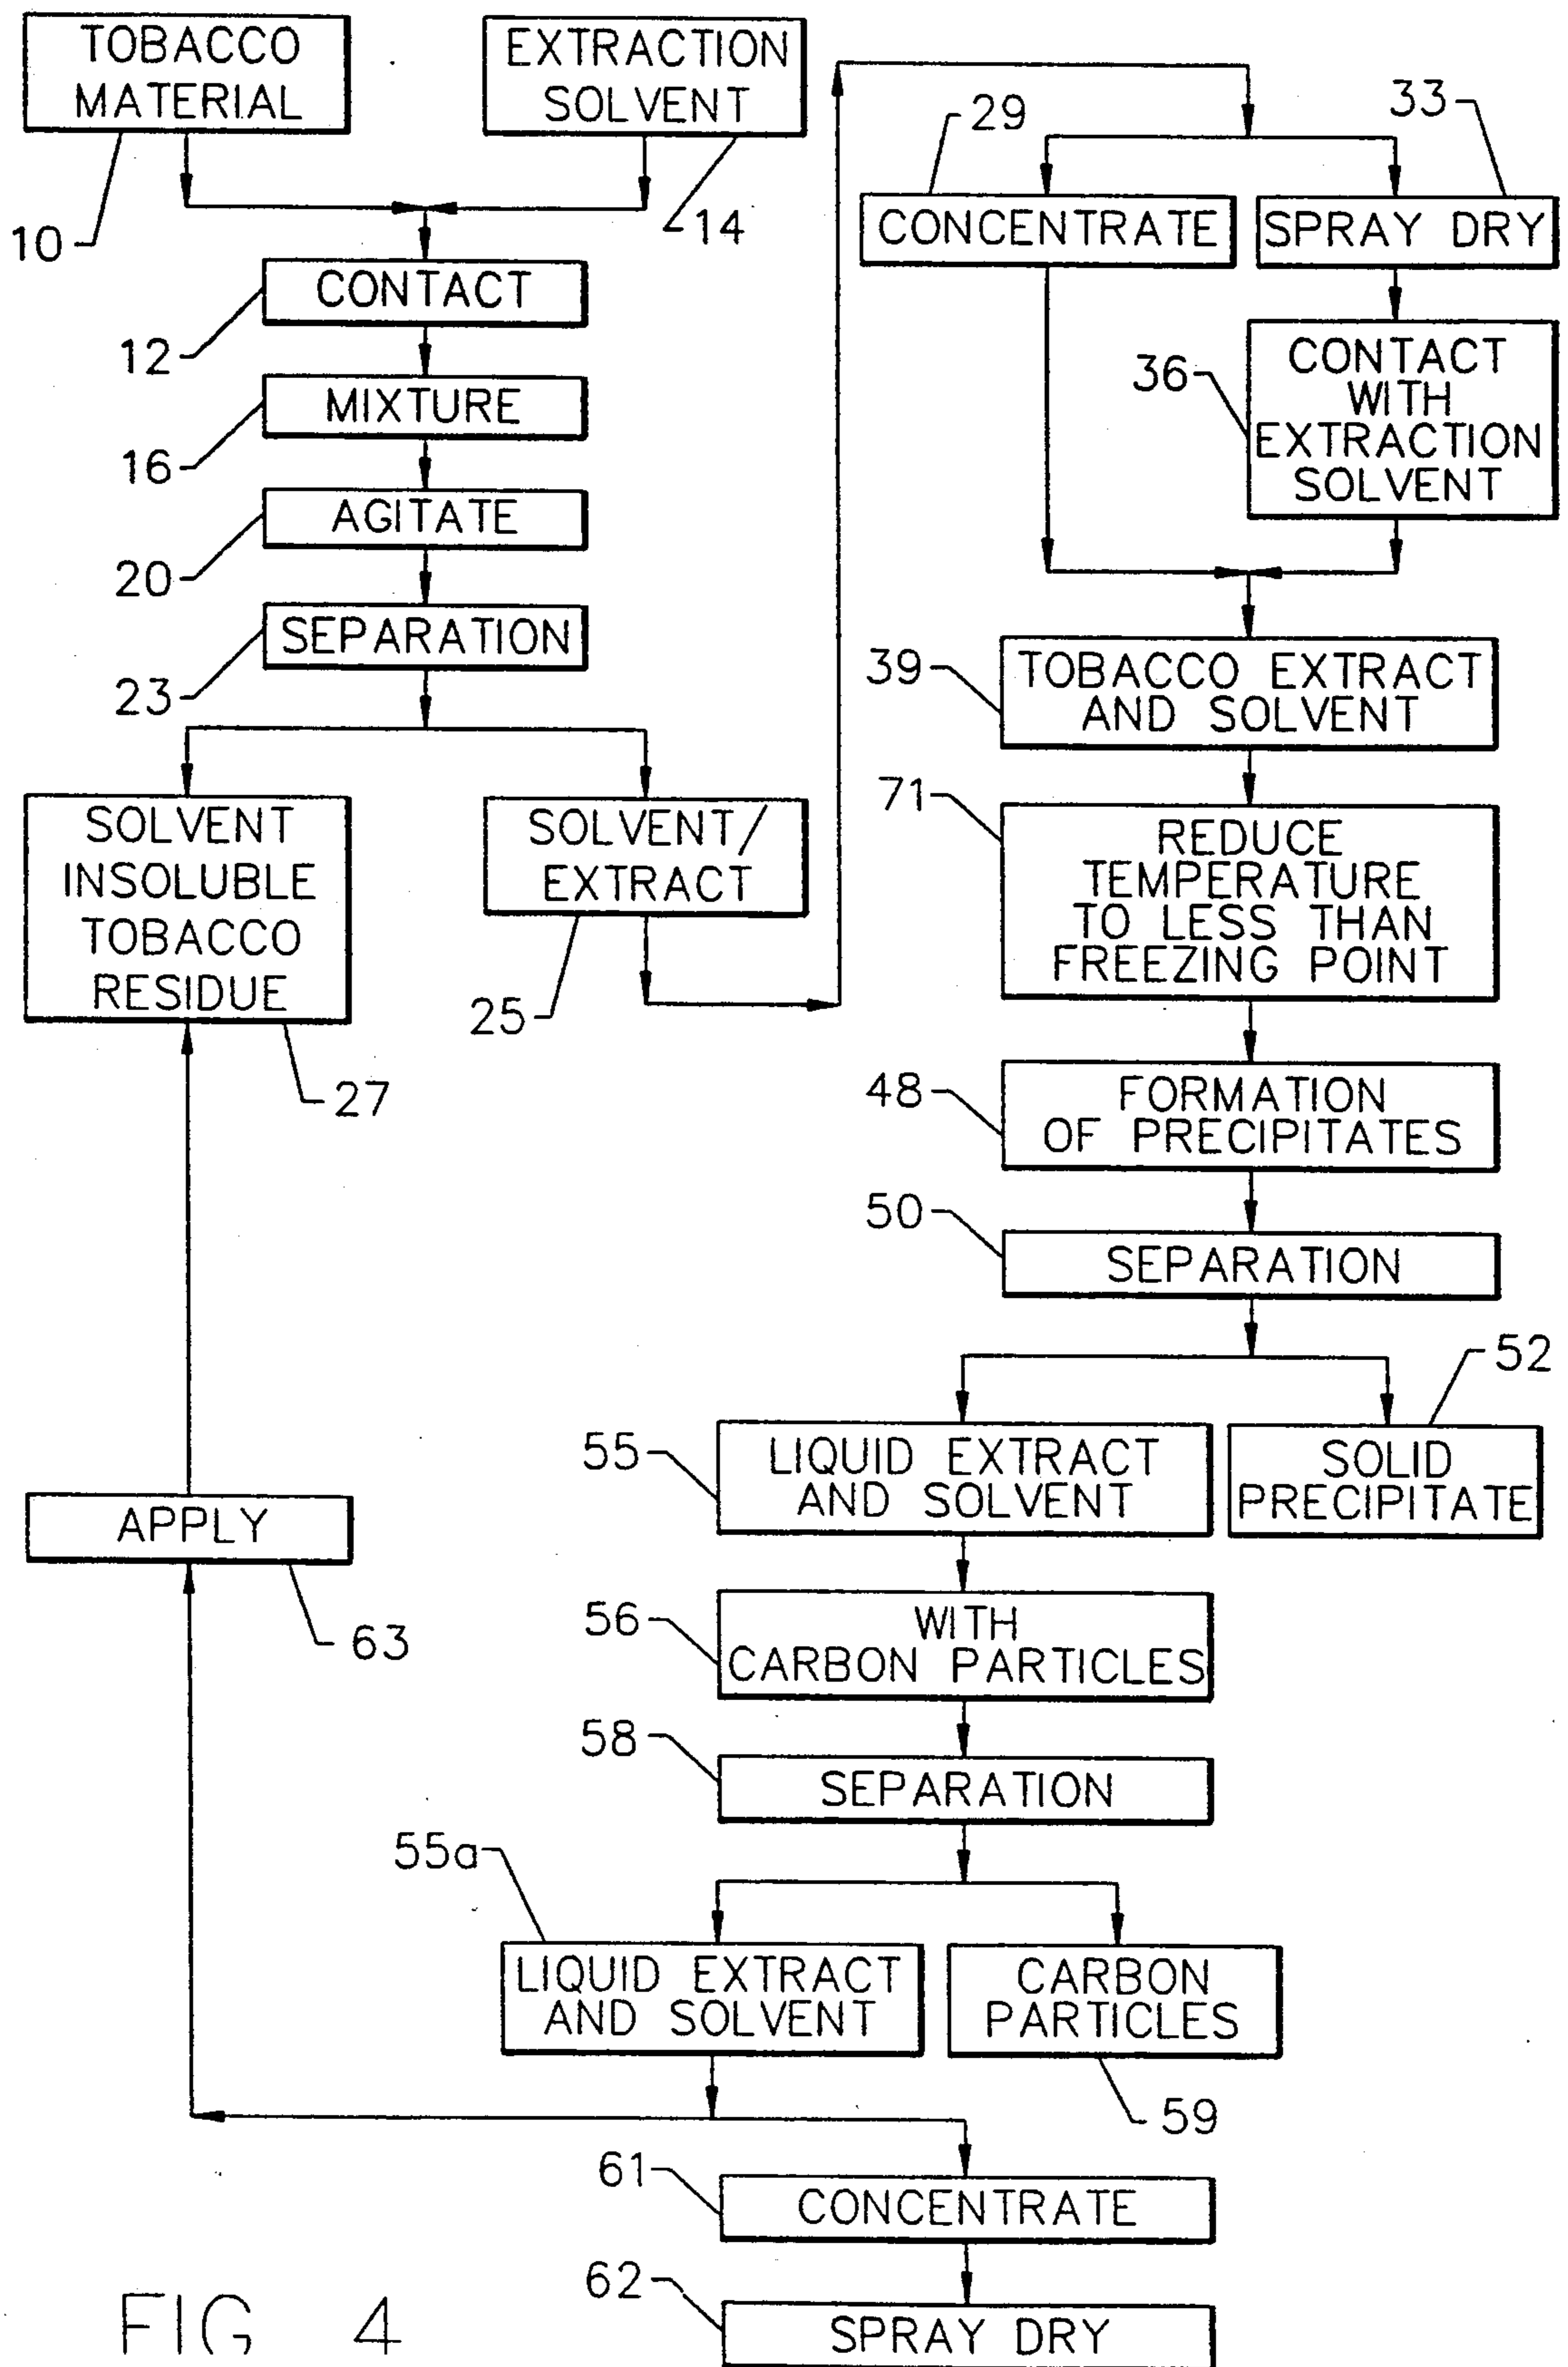 TOBACCO
MATERIAL
10
EXTRACTION
SOLVENT
14
CONTACT
12
MIXTURE
16
AGITATE
20
SEPARATION
23
SOLVENT
INSOLUBLE
TOBACCO
RESIDUE
27
SOLVENT/
EXTRACT
25
29
CONCENTRATE
33
SPRAY DRY
36
CONTACT
WITH
EXTRACTION
SOLVENT
39
TOBACCO EXTRACT
AND SOLVENT
71
REDUCE
TEMPERATURE
TO LESS THAN
FREEZING POINT
48
FORMATION
OF PRECIPITATES
50
SEPARATION
55
LIQUID EXTRACT
AND SOLVENT
52
SOLID
PRECIPITATE
56
WITH
CARBON PARTICLES
58
SEPARATION
55a
LIQUID EXTRACT
AND SOLVENT
CARBON
PARTICLES
59
APPLY
63
61
CONCENTRATE
62
SPRAY DRY
FIG 4